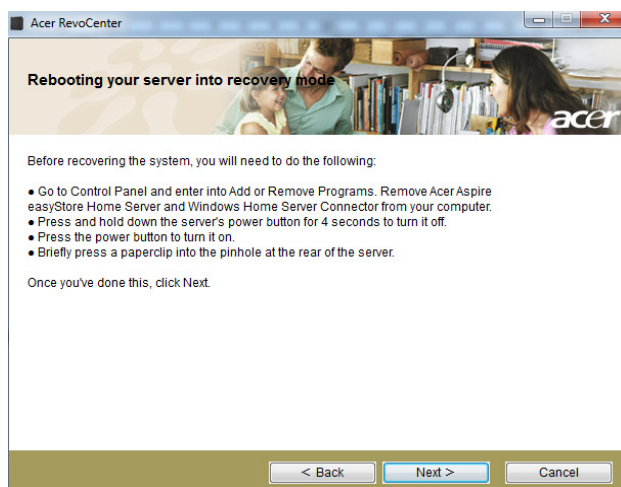 Acer RevoCenter
Rebooting your server into recovery mode
acer
Before recovering the system, you will need to do the following:
● Go to Control Panel and enter into Add or Remove Programs. Remove Acer Aspire
easyStore Home Server and Windows Home Server Connector from your computer.
● Press and hold down the server's power button for 4 seconds to turn it off.
● Press the power button to turn it on.
● Briefly press a paperclip into the pinhole at the rear of the server.
Once you've done this, click Next.
< Back Next > Cancel